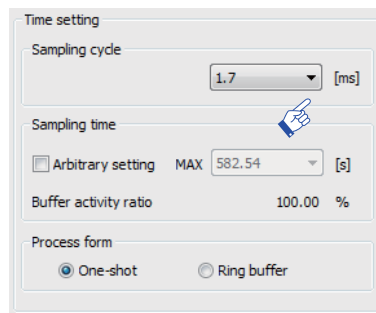 Time setting
Sampling cycle
1.7 [ms]
Sampling time
Arbitrary setting MAX 582.54 [s]
Buffer activity ratio 100.00 %
Process form
One-shot Ring buffer